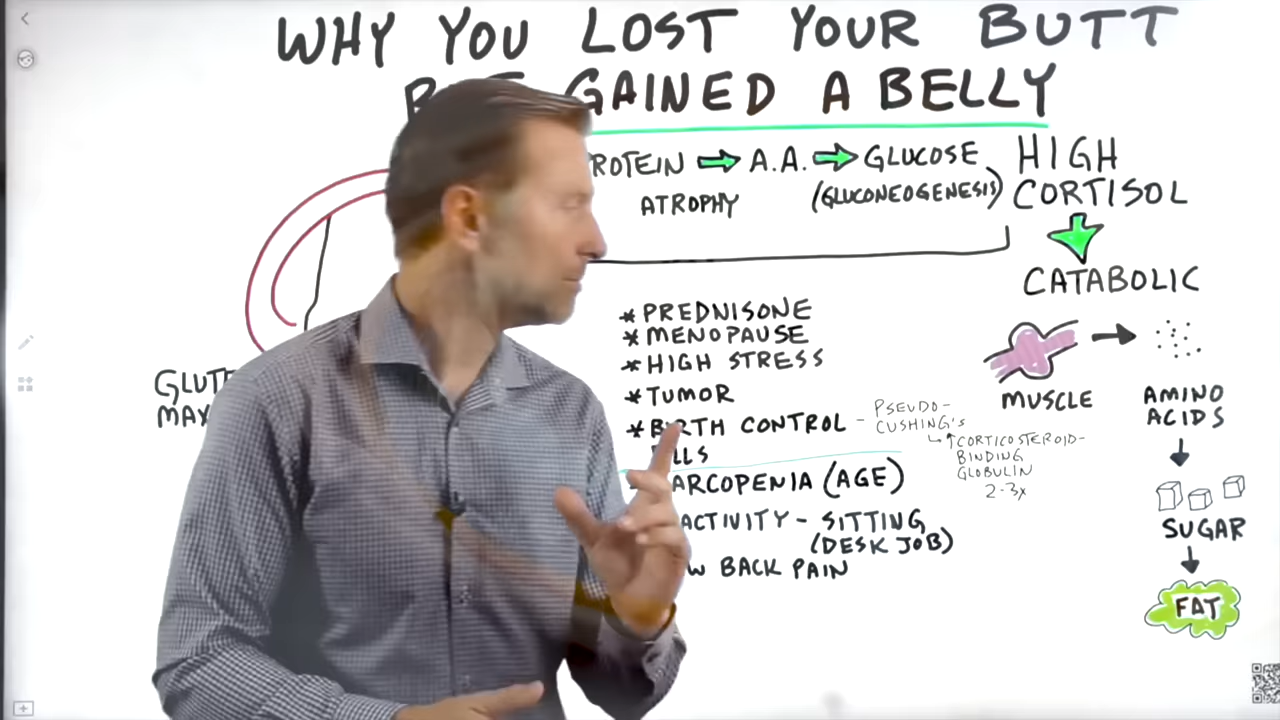 WHY YOU LOST YOUR BUTT
GAINED A BELLY
ROTEIN → A.A. → GLUCOSE
ATROPHY (GLUCONEOGENESIS)
HIGH
CORTISOL
CATABOLIC
MUSCLE
AMINO
ACIDS
SUGAR
FAT
* PREDNISONE
* MENOPAUSE
* HIGH STRESS
* TUMOR
* BIRTH CONTROL - PSEUDO-
CUSHING'S
↑CORTICOSTEROID-
BINDING
GLOBULIN
2-3x
ARCOPENIA (AGE)
ACTIVITY - SITTING
(DESK JOB)
W BACK PAIN
GLUTE
MAX